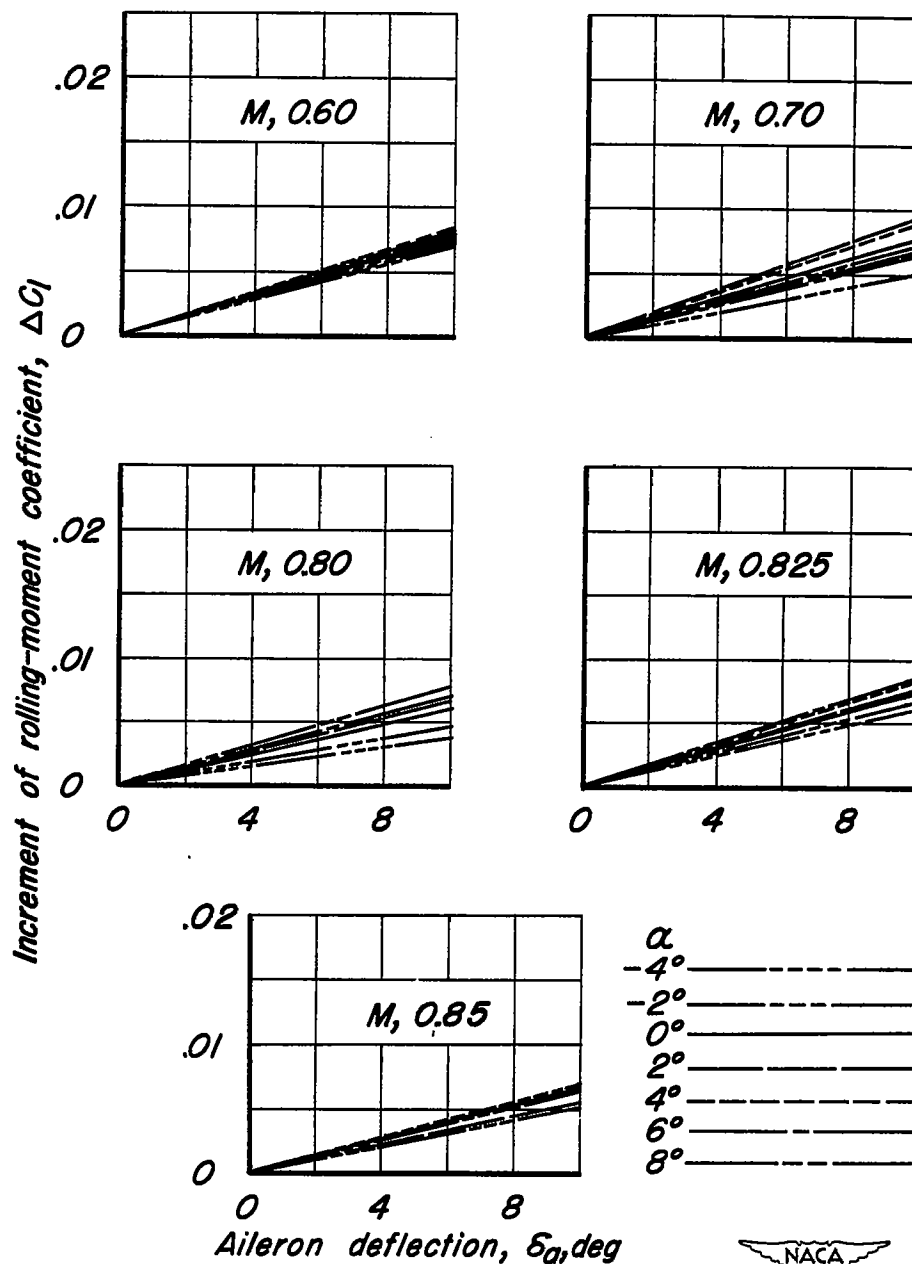 Increment of rolling-moment coefficient, ΔCl
.02
.01
0
M, 0.60
M, 0.70
.02
.01
0
M, 0.80
M, 0.825
0 4 8
0 4 8
.02
.01
0
M, 0.85
0 4 8
Aileron deflection, δa, deg
α
-4°
-2°
0°
2°
4°
6°
8°
NACA